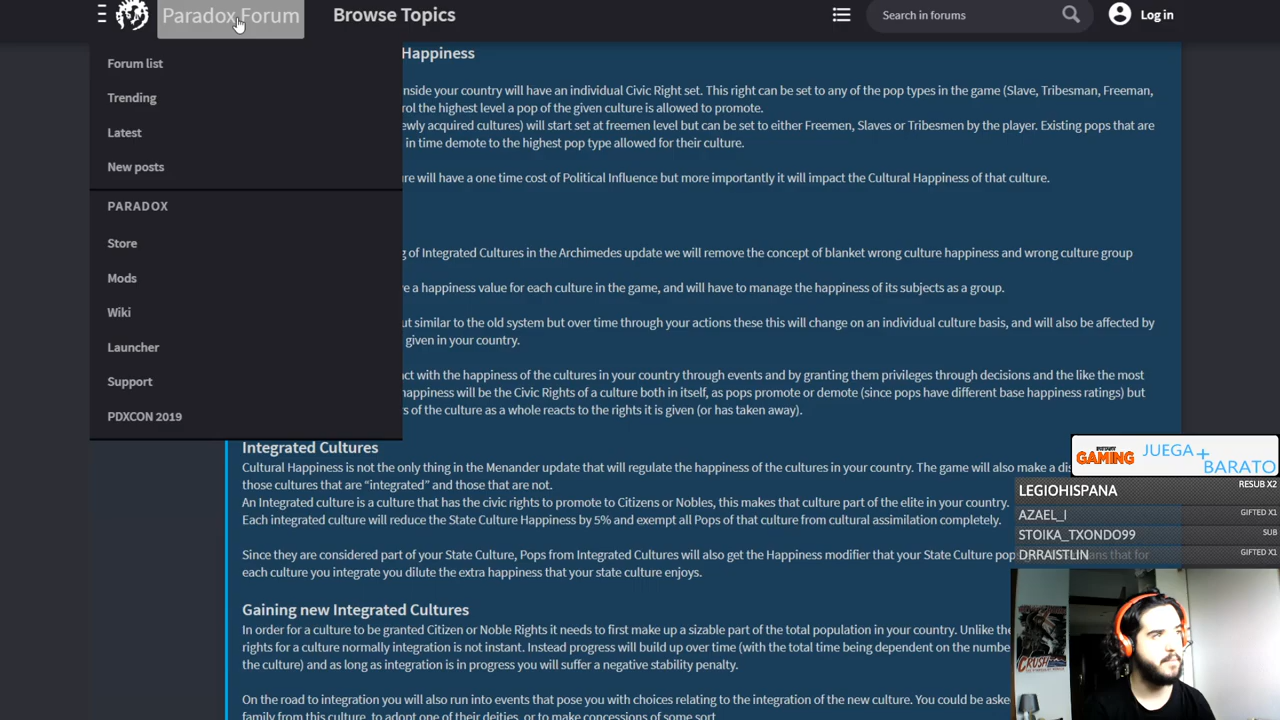 Paradox Forum
Browse Topics
Search in forums
Log in
Forum list
Trending
Latest
New posts
PARADOX
Store
Mods
Wiki
Launcher
Support
PDXCON 2019
Happiness
nside your country will have an individual Civic Right set. This right can be set to any of the pop types in the game (Slave, Tribesman, Freeman,
rol the highest level a pop of the given culture is allowed to promote.
ewly acquired cultures) will start set at freemen level but can be set to either Freemen, Slaves or Tribesmen by the player. Existing pops that are
in time demote to the highest pop type allowed for their culture.
re will have a one time cost of Political Influence but more importantly it will impact the Cultural Happiness of that culture.
g of Integrated Cultures in the Archimedes update we will remove the concept of blanket wrong culture happiness and wrong culture group
e a happiness value for each culture in the game, and will have to manage the happiness of its subjects as a group.
ut similar to the old system but over time through your actions these this will change on an individual culture basis, and will also be affected by
given in your country.
ct with the happiness of the cultures in your country through events and by granting them privileges through decisions and the like the most
happiness will be the Civic Rights of a culture both in itself, as pops promote or demote (since pops have different base happiness ratings) but
s of the culture as a whole reacts to the rights it is given (or has taken away).
Integrated Cultures
Cultural Happiness is not the only thing in the Menander update that will regulate the happiness of the cultures in your country. The game will also make a di
those cultures that are “integrated” and those that are not.
An Integrated culture is a culture that has the civic rights to promote to Citizens or Nobles, this makes that culture part of the elite in your country.
Each integrated culture will reduce the State Culture Happiness by 5% and exempt all Pops of that culture from cultural assimilation completely.
Since they are considered part of your State Culture, Pops from Integrated Cultures will also get the Happiness modifier that your State Culture pop that for
each culture you integrate you dilute the extra happiness that your state culture enjoys.
Gaining new Integrated Cultures
In order for a culture to be granted Citizen or Noble Rights it needs to first make up a sizable part of the total population in your country. Unlike the
rights for a culture normally integration is not instant. Instead progress will build up over time (with the total time being dependent on the numb
the culture) and as long as integration is in progress you will suffer a negative stability penalty.
On the road to integration you will also run into events that pose you with choices relating to the integration of the new culture. You could be aske
family from this culture, to adopt one of their deities, or to make concessions of some sort.
INSTANT GAMING
JUEGA+
BARATO
LEGIOHISPANA RESUB X2
AZAEL_I GIFTED X1
STOIKA_TXONDO99 SUB
DRRAISTLIN GIFTED X1
CRUSH